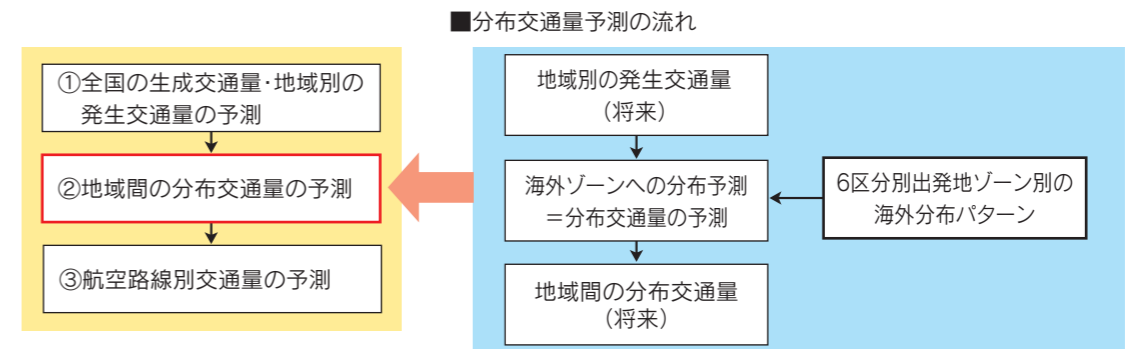 ■分布交通量予測の流れ
①全国の生成交通量・地域別の
発生交通量の予測
②地域間の分布交通量の予測
③航空路線別交通量の予測
地域別の発生交通量
（将来）
海外ゾーンへの分布予測
＝分布交通量の予測
地域間の分布交通量
（将来）
6区分別出発地ゾーン別の
海外分布パターン